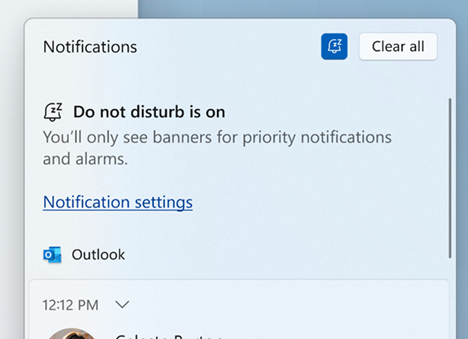 Notifications
Clear all
Do not disturb is on
You'll only see banners for priority notifications
and alarms.
Notification settings
Outlook
12:12 PM